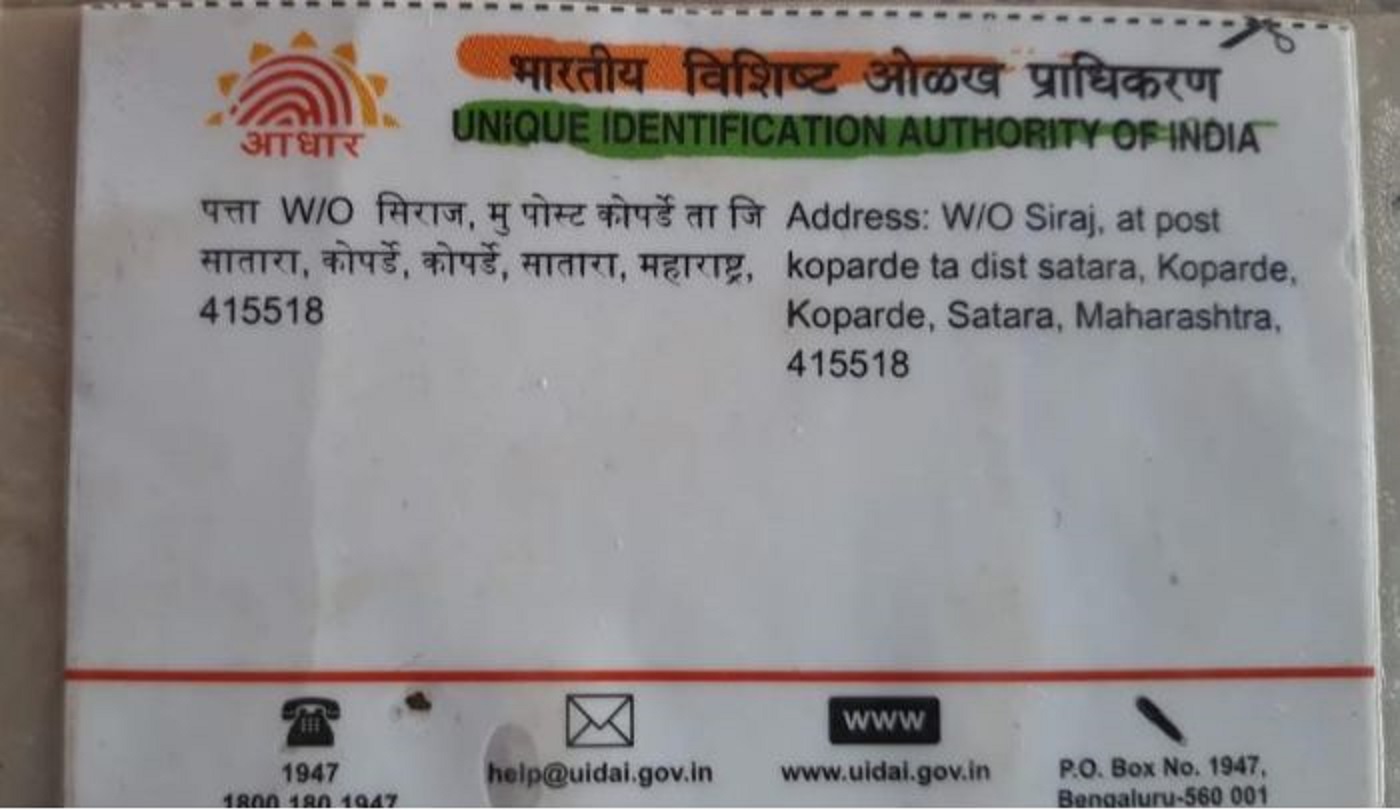 आधार
भारतीय विशिष्ट ओळख प्राधिकरण
UNiQUE IDENTIFICATION AUTHORITY OF INDIA
पत्ता W/O सिराज, मु पोस्ट कोपर्डे ता जि
सातारा, कोपर्डे, कोपर्डे, सातारा, महाराष्ट्र,
415518
Address: W/O Siraj, at post
koparde ta dist satara, Koparde,
Koparde, Satara, Maharashtra,
415518
1947
1800 180 1947
help@uidai.gov.in
www
www.uidai.gov.in
P.O. Box No. 1947,
Bengaluru-560 001